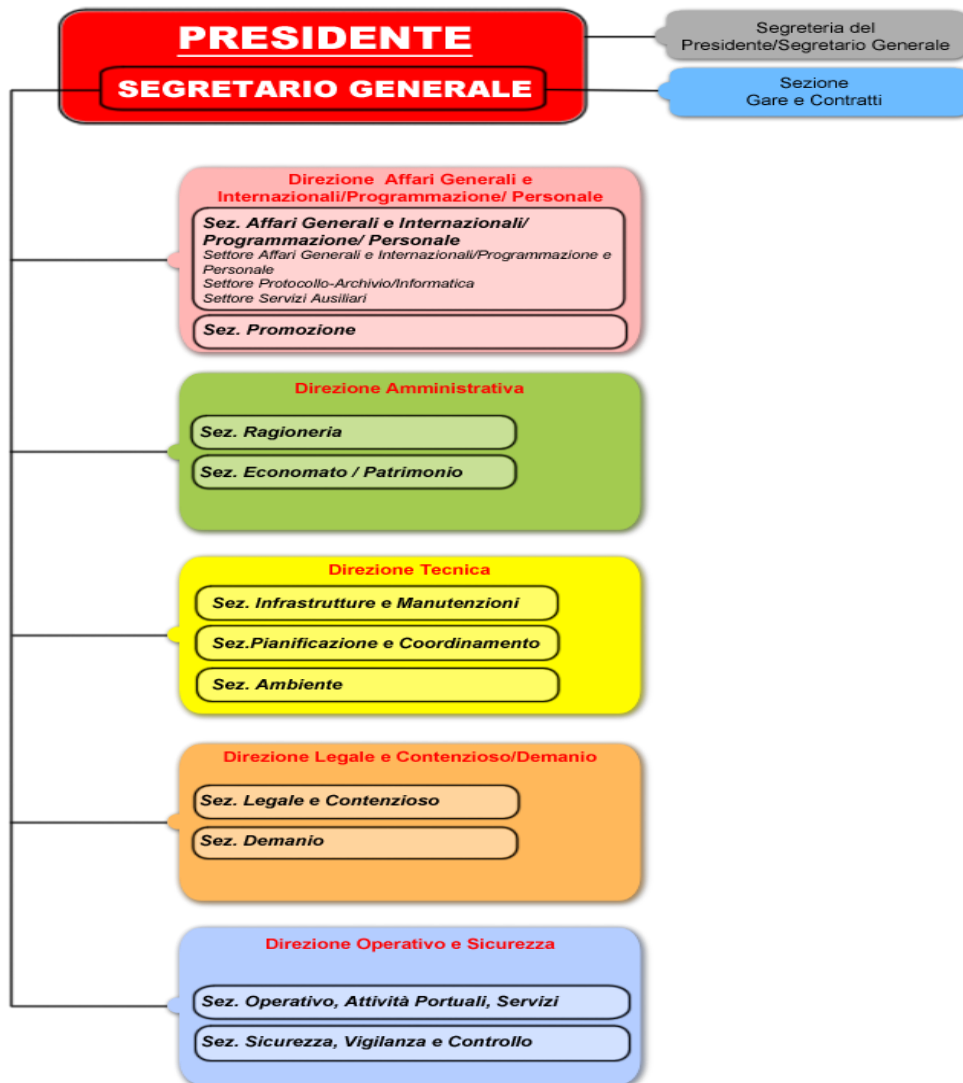 PRESIDENTE
SEGRETARIO GENERALE
Segreteria del
Presidente/Segretario Generale
Sezione
Gare e Contratti
Direzione Affari Generali e
Internazionali/Programmazione/ Personale
Sez. Affari Generali e Internazionali/
Programmazione/ Personale
Settore Affari Generali e Internazionali/Programmazione e
Personale
Settore Protocollo-Archivio/Informatica
Settore Servizi Ausiliari
Sez. Promozione
Direzione Amministrativa
Sez. Ragioneria
Sez. Economato / Patrimonio
Direzione Tecnica
Sez. Infrastrutture e Manutenzioni
Sez.Pianificazione e Coordinamento
Sez. Ambiente
Direzione Legale e Contenzioso/Demanio
Sez. Legale e Contenzioso
Sez. Demanio
Direzione Operativo e Sicurezza
Sez. Operativo, Attività Portuali, Servizi
Sez. Sicurezza, Vigilanza e Controllo